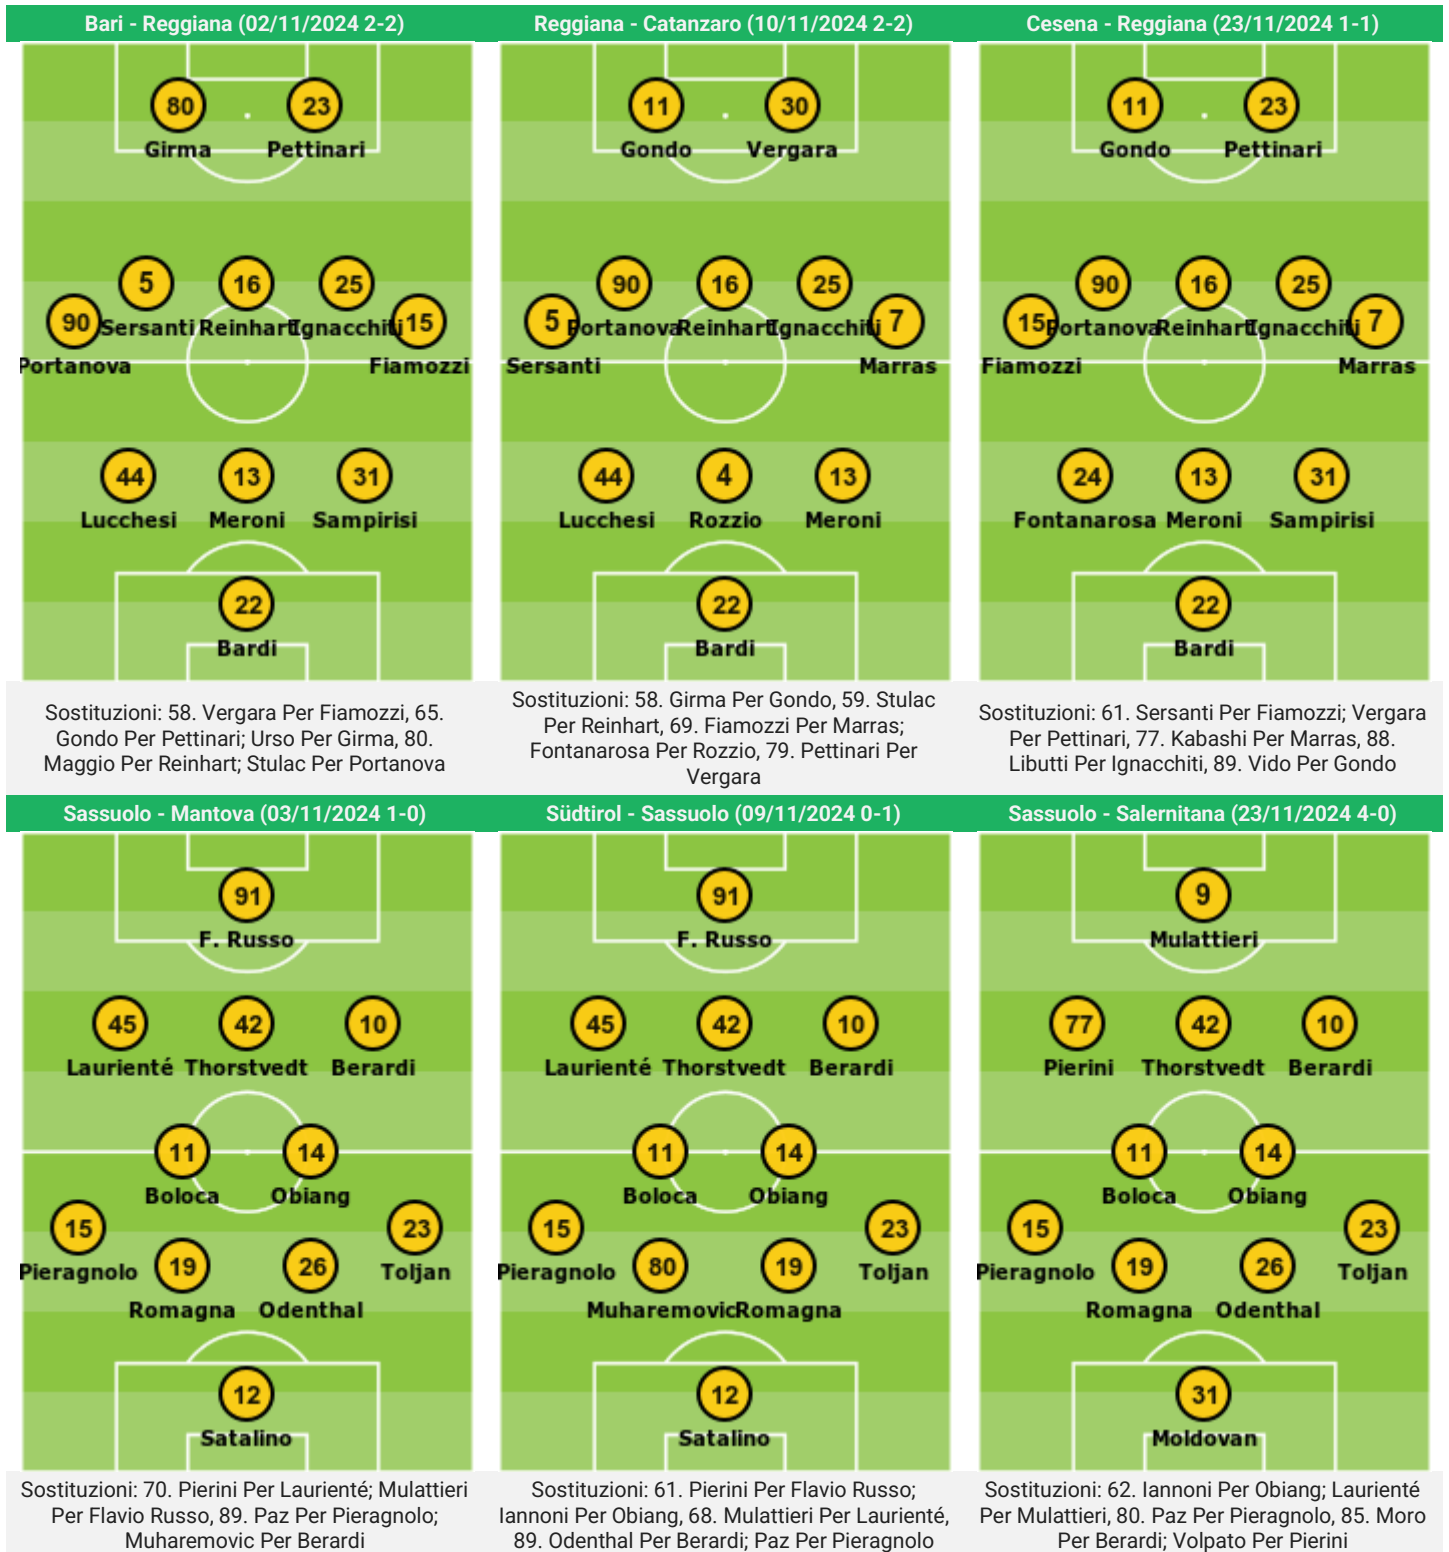 Bari - Reggiana (02/11/2024 2-2)
80 23
Girma Pettinari
5 16 25
90 15
Sersanti Reinhart Ignacchiti
Portanova Fiamozzi
44 13 31
Lucchesi Meroni Sampirisi
22
Bardi
Sostituzioni: 58. Vergara Per Fiamozzi, 65.
Gondo Per Pettinari; Urso Per Girma, 80.
Maggio Per Reinhart; Stulac Per Portanova
Reggiana - Catanzaro (10/11/2024 2-2)
11 30
Gondo Vergara
90 16 25
5 7
Portanova Reinhart Ignacchiti
Sersanti Marras
44 4 13
Lucchesi Rozzio Meroni
22
Bardi
Sostituzioni: 58. Girma Per Gondo, 59. Stulac
Per Reinhart, 69. Fiamozzi Per Marras;
Fontanarosa Per Rozzio, 79. Pettinari Per
Vergara
Cesena - Reggiana (23/11/2024 1-1)
11 23
Gondo Pettinari
90 16 25
15 7
Portanova Reinhart Ignacchiti
Fiamozzi Marras
24 13 31
Fontanarosa Meroni Sampirisi
22
Bardi
Sostituzioni: 61. Sersanti Per Fiamozzi; Vergara
Per Pettinari, 77. Kabashi Per Marras, 88.
Libutti Per Ignacchiti, 89. Vido Per Gondo
Sassuolo - Mantova (03/11/2024 1-0)
91
F. Russo
45 42 10
Laurienté Thorstvedt Berardi
11 14
Boloca Obiang
15 23
Pieragnolo Toljan
19 26
Romagna Odenthal
12
Satalino
Sostituzioni: 70. Pierini Per Laurienté; Mulattieri
Per Flavio Russo, 89. Paz Per Pieragnolo;
Muharemovic Per Berardi
Südtirol - Sassuolo (09/11/2024 0-1)
91
F. Russo
45 42 10
Laurienté Thorstvedt Berardi
11 14
Boloca Obiang
15 23
Pieragnolo Toljan
80 19
Muharemovic Romagna
12
Satalino
Sostituzioni: 61. Pierini Per Flavio Russo;
Iannoni Per Obiang, 68. Mulattieri Per Laurienté,
89. Odenthal Per Berardi; Paz Per Pieragnolo
Sassuolo - Salernitana (23/11/2024 4-0)
9
Mulattieri
77 42 10
Pierini Thorstvedt Berardi
11 14
Boloca Obiang
15 23
Pieragnolo Toljan
19 26
Romagna Odenthal
31
Moldovan
Sostituzioni: 62. Iannoni Per Obiang; Laurienté
Per Mulattieri, 80. Paz Per Pieragnolo, 85. Moro
Per Berardi; Volpato Per Pierini